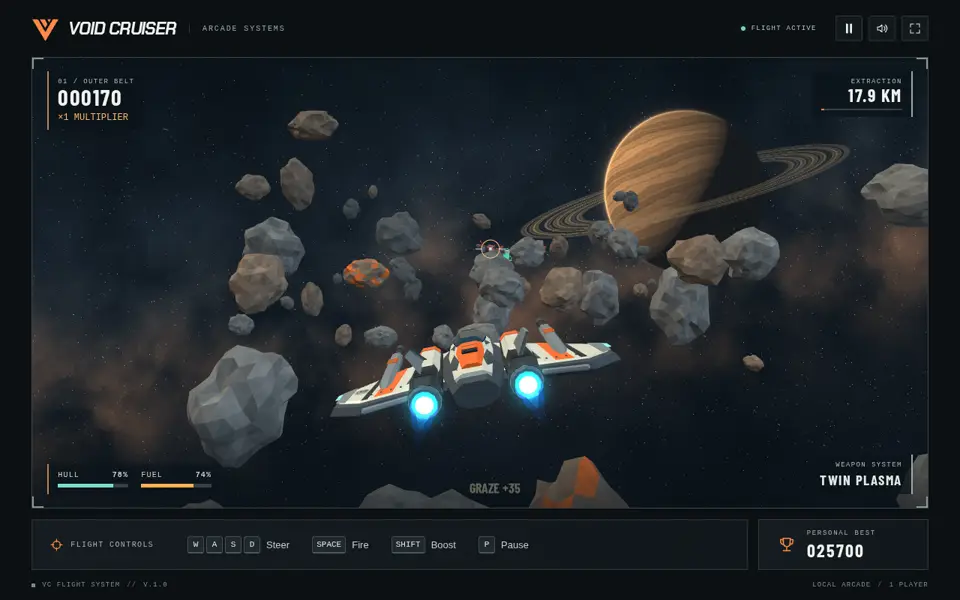 VOID CRUISER
ARCADE SYSTEMS
FLIGHT ACTIVE
01 / OUTER BELT
000170
×1 MULTIPLIER
EXTRACTION
17.9 KM
HULL 78%
FUEL 74%
GRAZE +35
WEAPON SYSTEM
TWIN PLASMA
FLIGHT CONTROLS
W A S D Steer
SPACE Fire
SHIFT Boost
P Pause
PERSONAL BEST
025700
VC FLIGHT SYSTEM // V.1.0
LOCAL ARCADE / 1 PLAYER